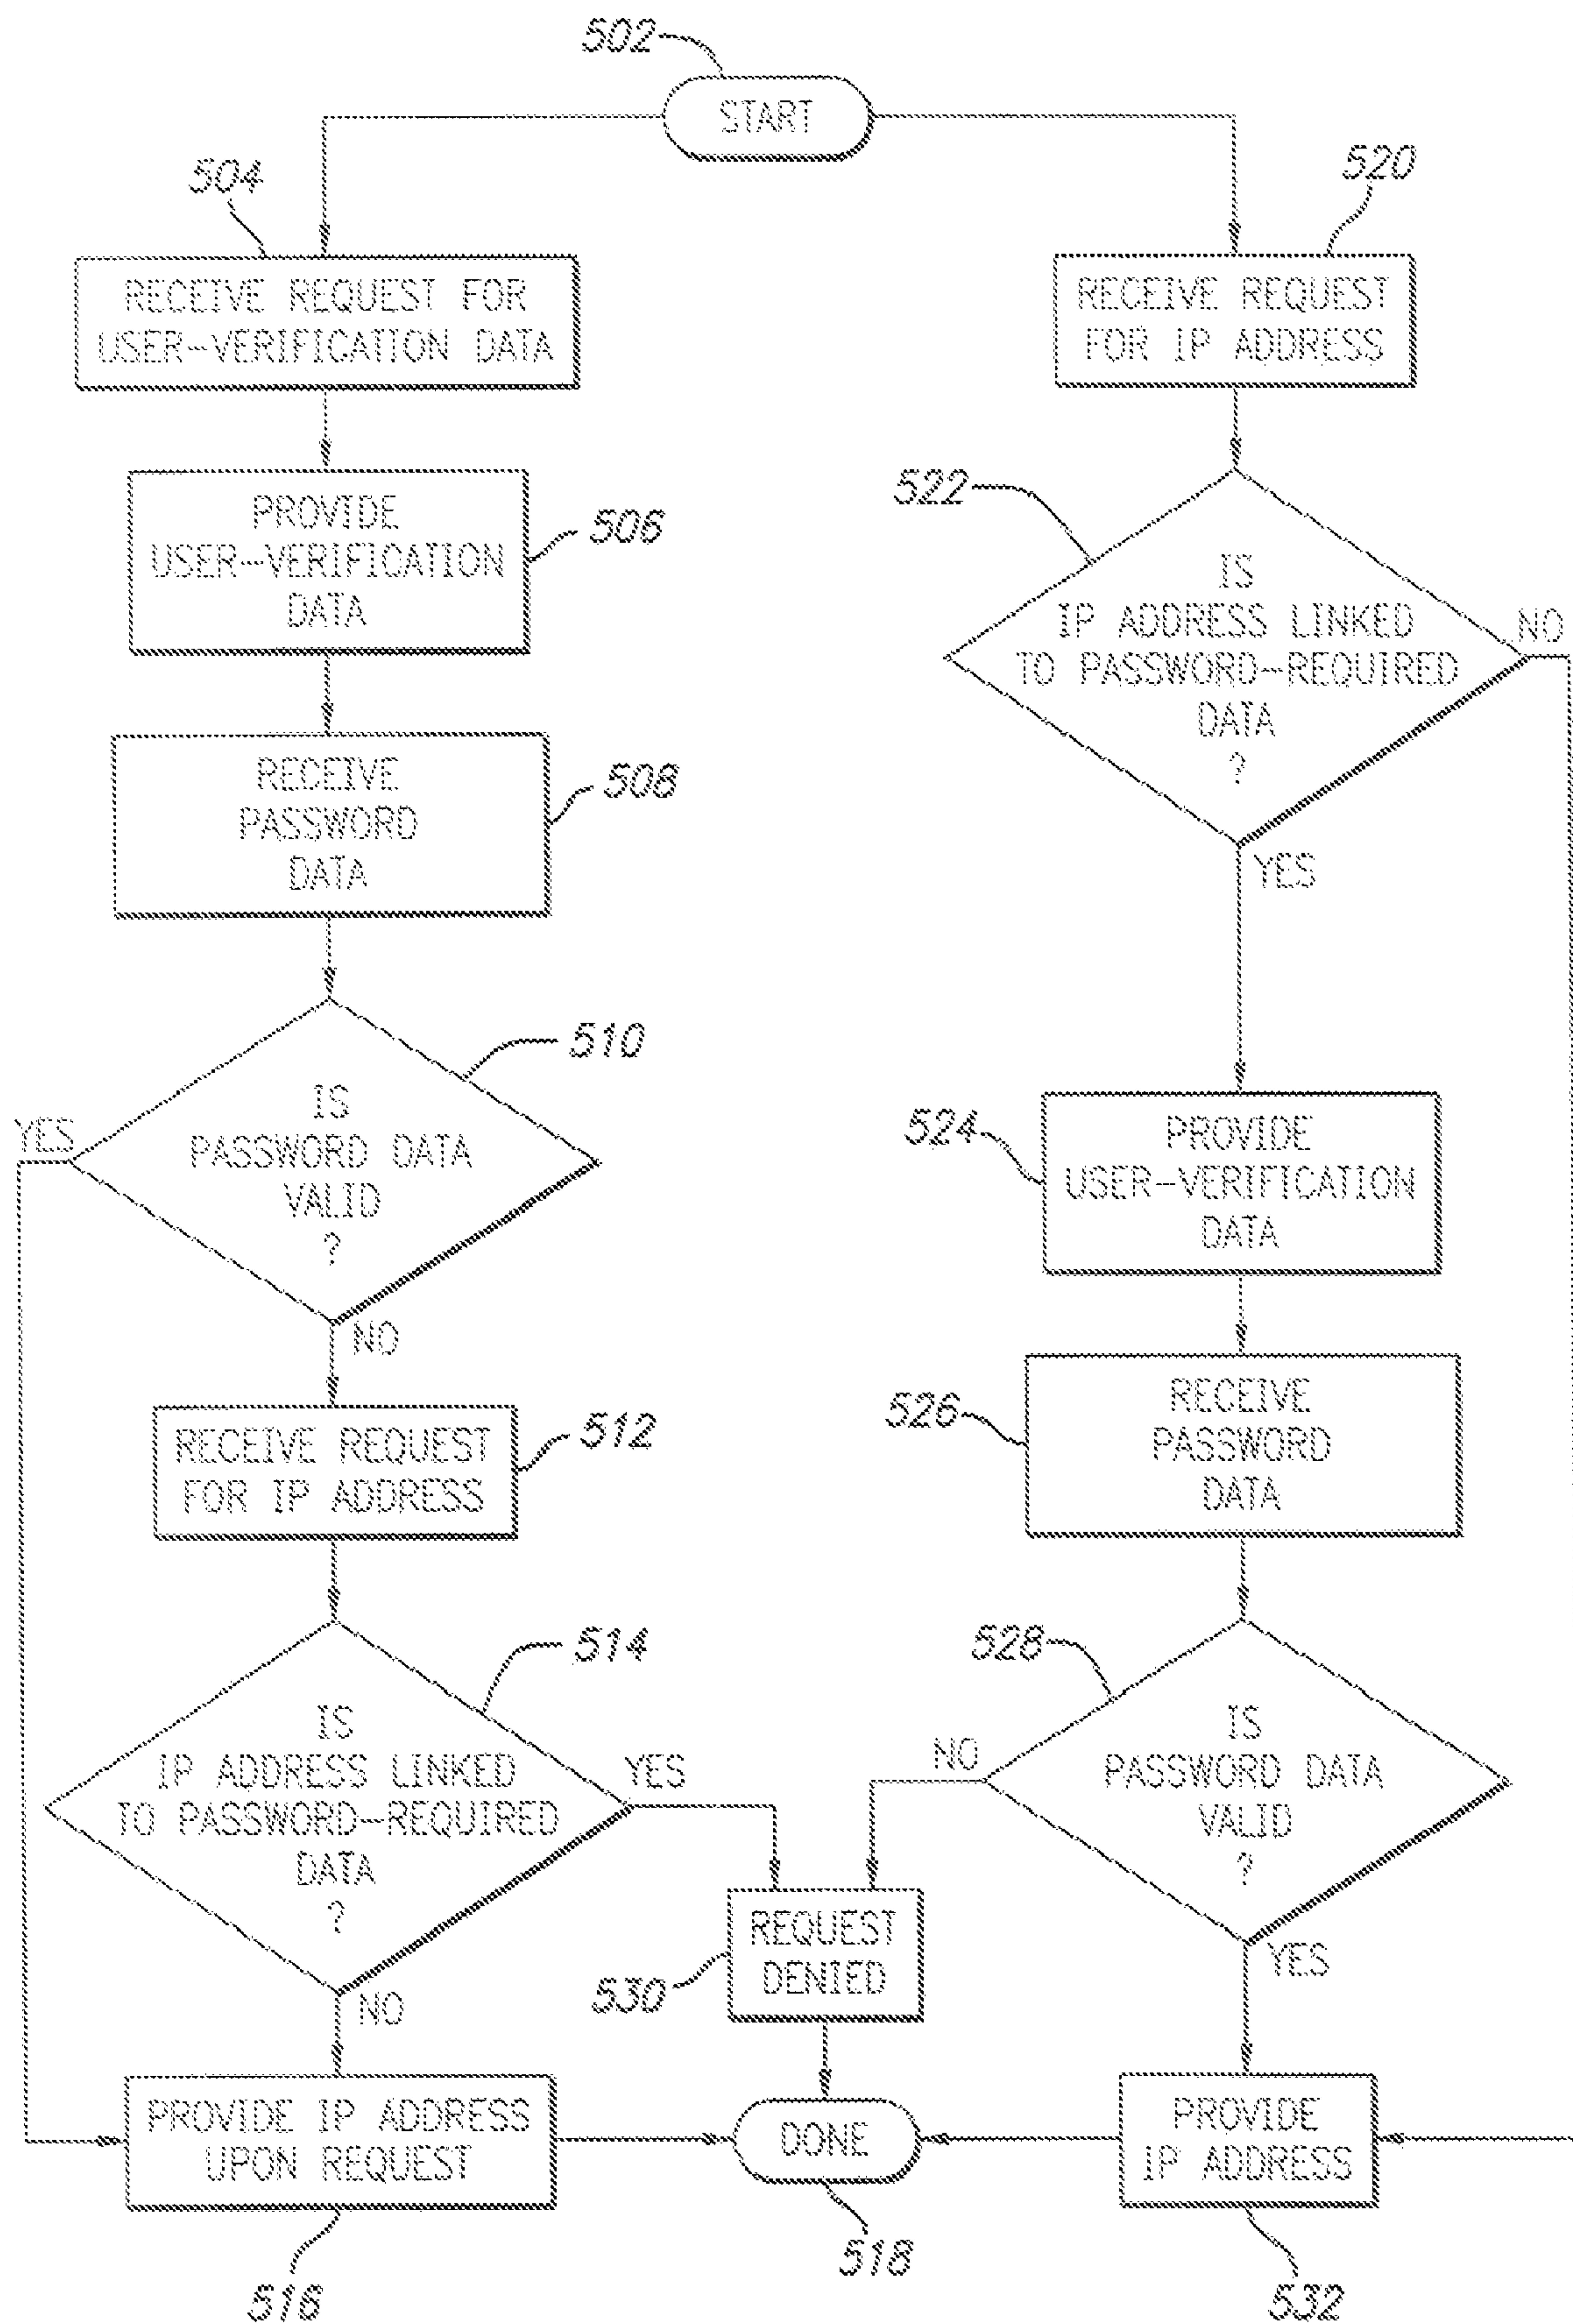 502
START
504
RECEIVE REQUEST FOR
USER-VERIFICATION DATA
506
PROVIDE
USER-VERIFICATION
DATA
508
RECEIVE
PASSWORD
DATA
510
IS
PASSWORD DATA
VALID
?
YES
NO
512
RECEIVE REQUEST
FOR IP ADDRESS
514
IS
IP ADDRESS LINKED
TO PASSWORD-REQUIRED
DATA
?
YES
NO
516
PROVIDE IP ADDRESS
UPON REQUEST
520
RECEIVE REQUEST
FOR IP ADDRESS
522
IS
IP ADDRESS LINKED
TO PASSWORD-REQUIRED
DATA
?
NO
YES
524
PROVIDE
USER-VERIFICATION
DATA
526
RECEIVE
PASSWORD
DATA
528
IS
PASSWORD DATA
VALID
?
NO
YES
530
REQUEST
DENIED
DONE
518
PROVIDE
IP ADDRESS
532